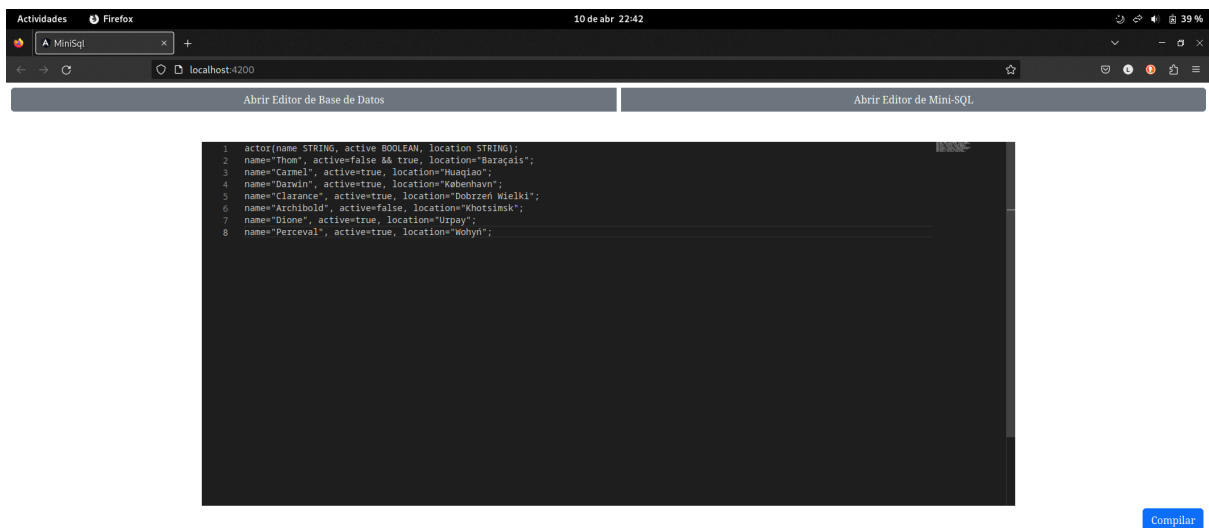 Actividades Firefox 10 de abr 22:42 39 %
MiniSql
localhost:4200
Abrir Editor de Base de Datos Abrir Editor de Mini-SQL
1 actor(name STRING, active BOOLEAN, location STRING);
2 name="Thom", active=false && true, location="Baraçais";
3 name="Carmel", active=true, location="Huaqiao";
4 name="Darwin", active=true, location="København";
5 name="Clarance", active=true, location="Dobrzeń Wielki";
6 name="Archibold", active=false, location="Khotsimsk";
7 name="Dione", active=true, location="Urpay";
8 name="Perceval", active=true, location="Wohyń";
Compilar